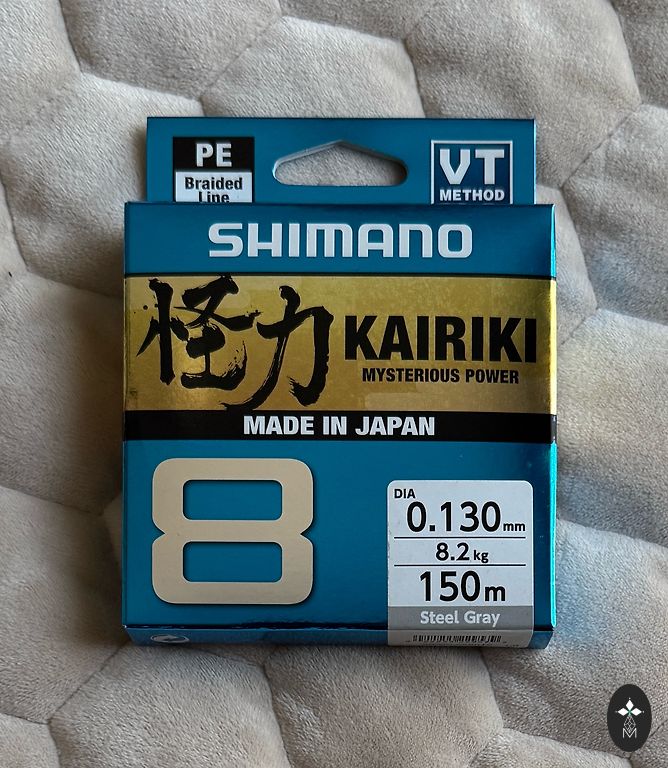 PE
Braided
Line
VT
METHOD
SHIMANO
怪力 KAIRIKI
MYSTERIOUS POWER
MADE IN JAPAN
8
DIA
0.130mm
8.2kg
150m
Steel Gray